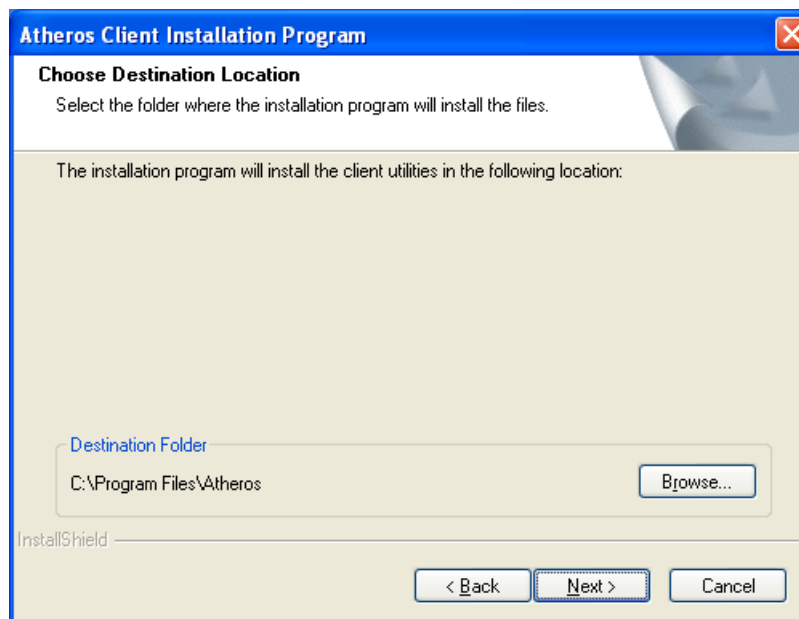 Atheros Client Installation Program
Choose Destination Location
Select the folder where the installation program will install the files.
The installation program will install the client utilities in the following location:
Destination Folder
C:\Program Files\Atheros
Browse...
InstallShield
< Back
Next >
Cancel